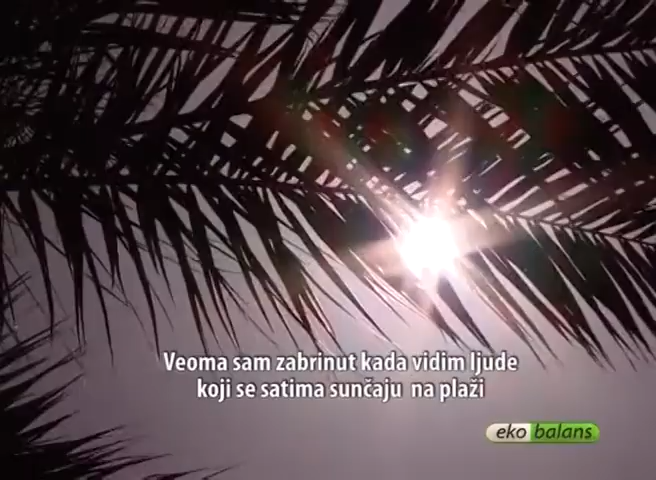 Veoma sam zabrinut kada vidim ljude
koji se satima sunčaju na plaži
eko balans